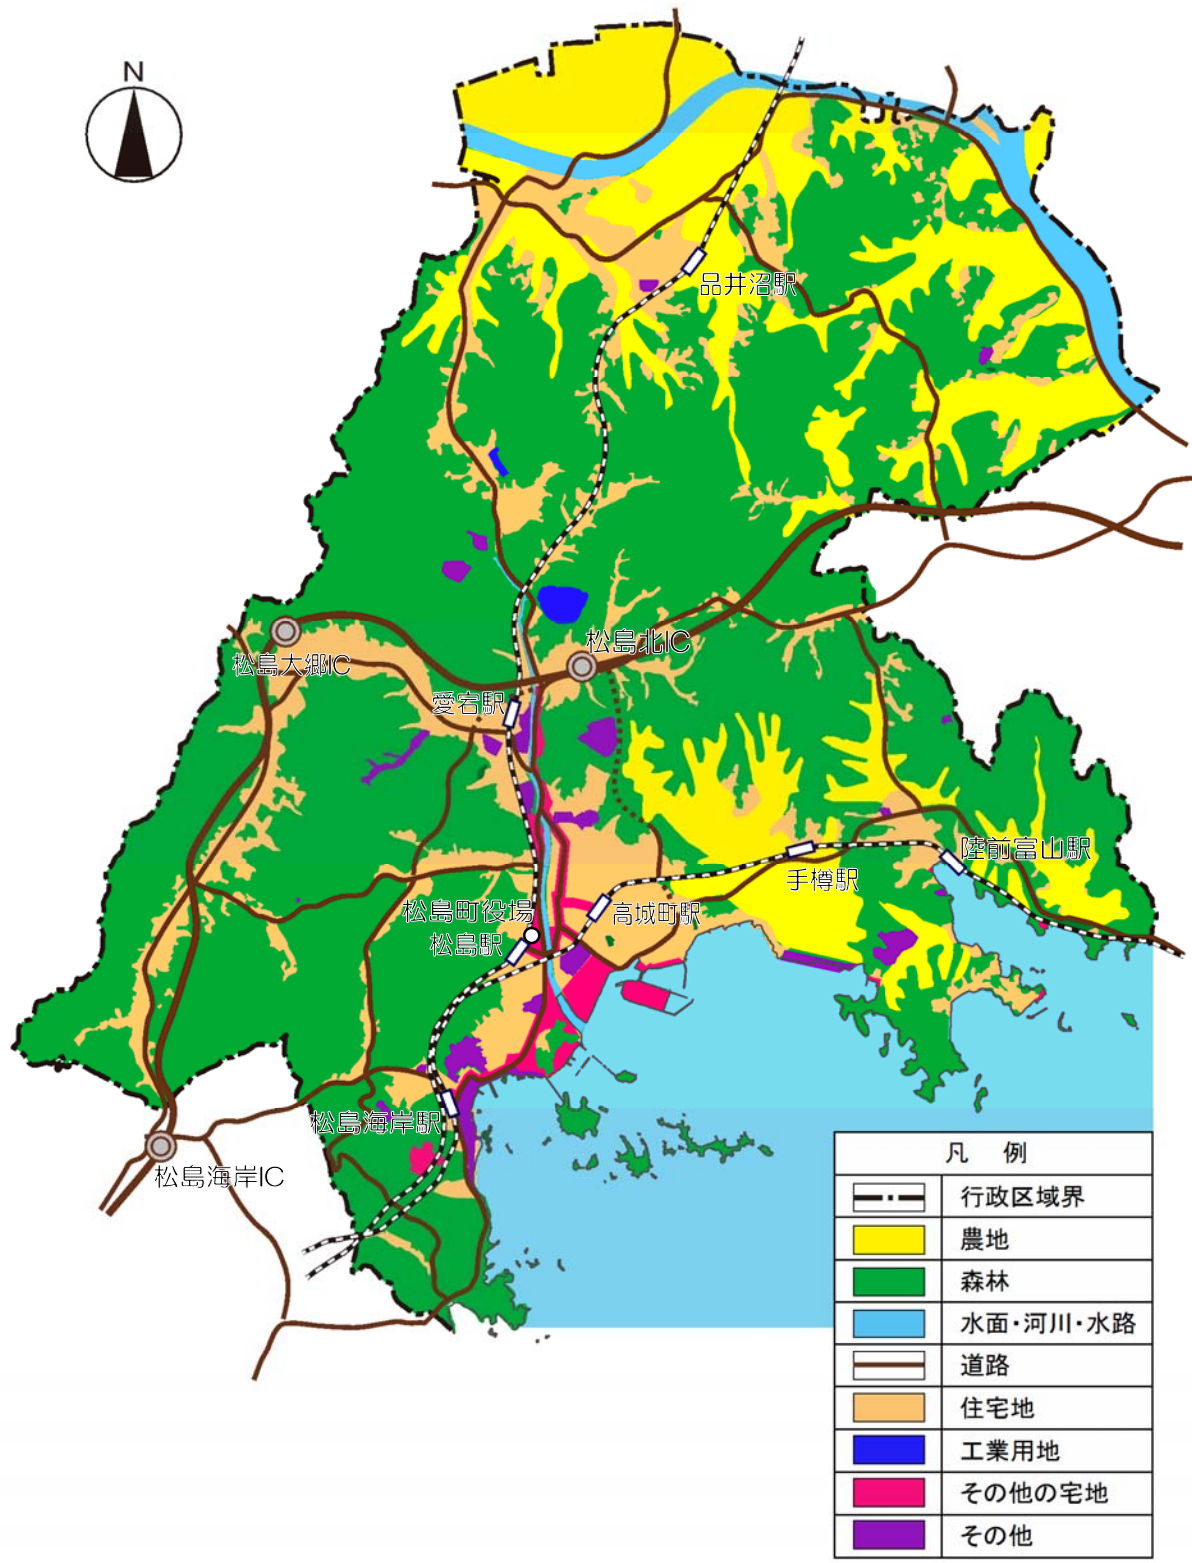 N
品井沼駅
松島北IC
松島大郷IC
愛宕駅
陸前富山駅
手樽駅
松島町役場
高城町駅
松島駅
松島海岸駅
松島海岸IC
凡 例
行政区域界
農地
森林
水面・河川・水路
道路
住宅地
工業用地
その他の宅地
その他